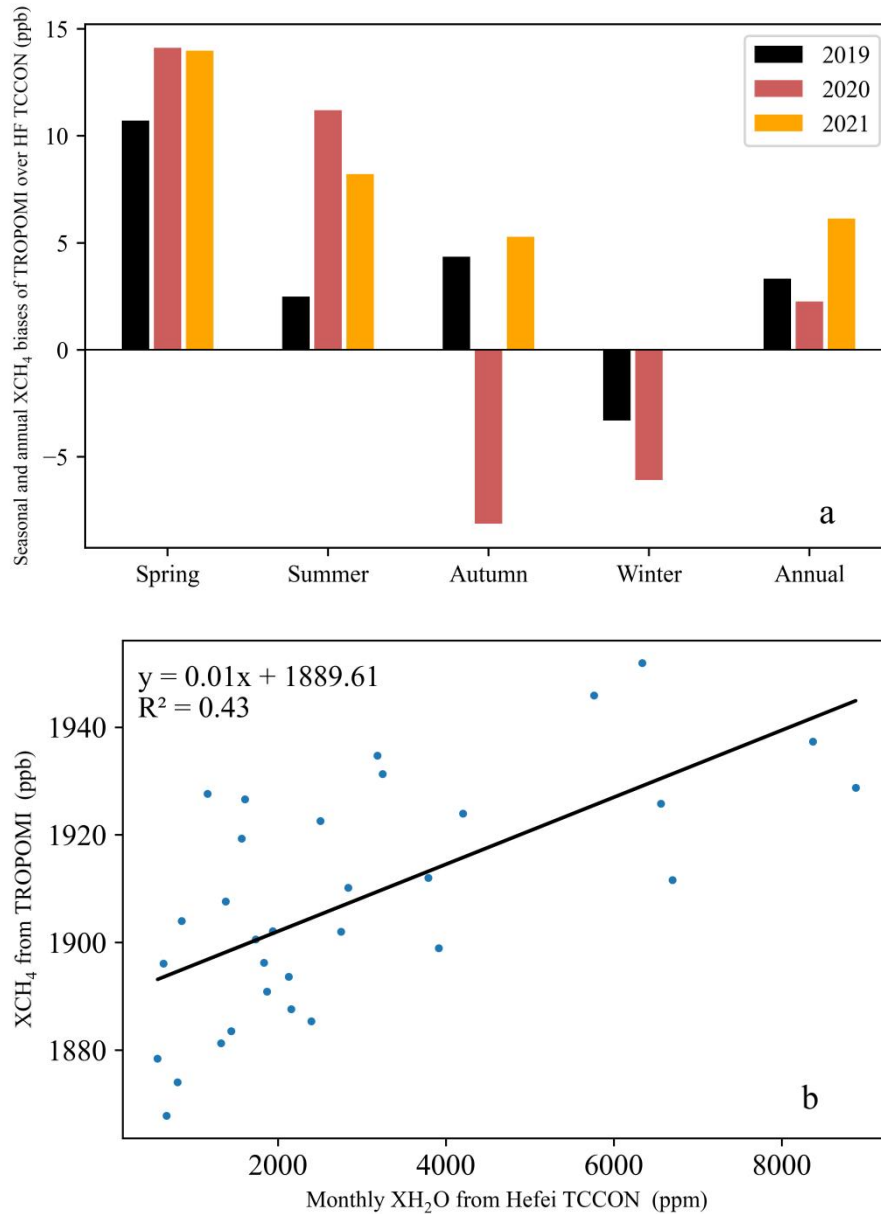 Seasonal and annual XCH₄ biases of TROPOMI over HF TCCON (ppb)
15
10
5
0
−5
2019
2020
2021
a
Spring Summer Autumn Winter Annual
y = 0.01x + 1889.61
R² = 0.43
XCH₄ from TROPOMI (ppb)
1940
1920
1900
1880
b
2000 4000 6000 8000
Monthly XH₂O from Hefei TCCON (ppm)